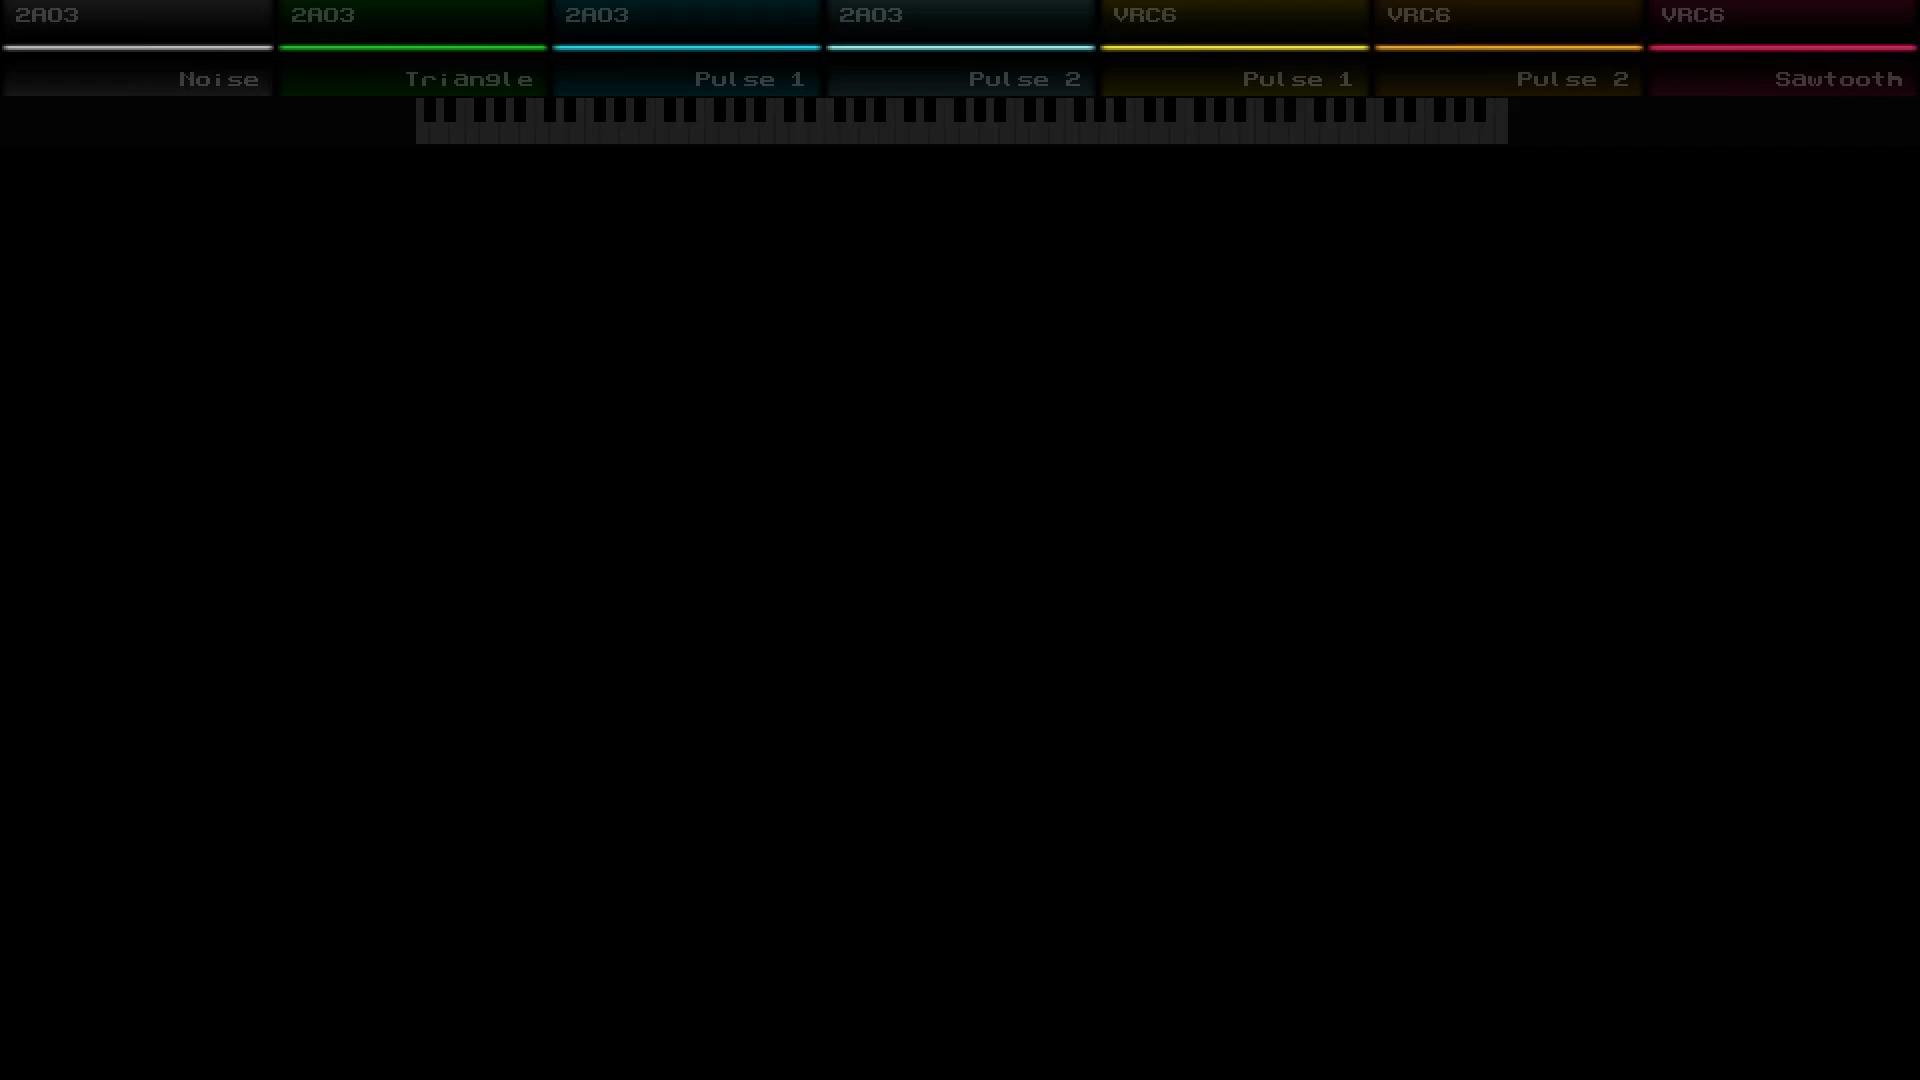 2A03 2A03 2A03 2A03 VRC6 VRC6 VRC6
Noise Triangle Pulse 1 Pulse 2 Pulse 1 Pulse 2 Sawtooth